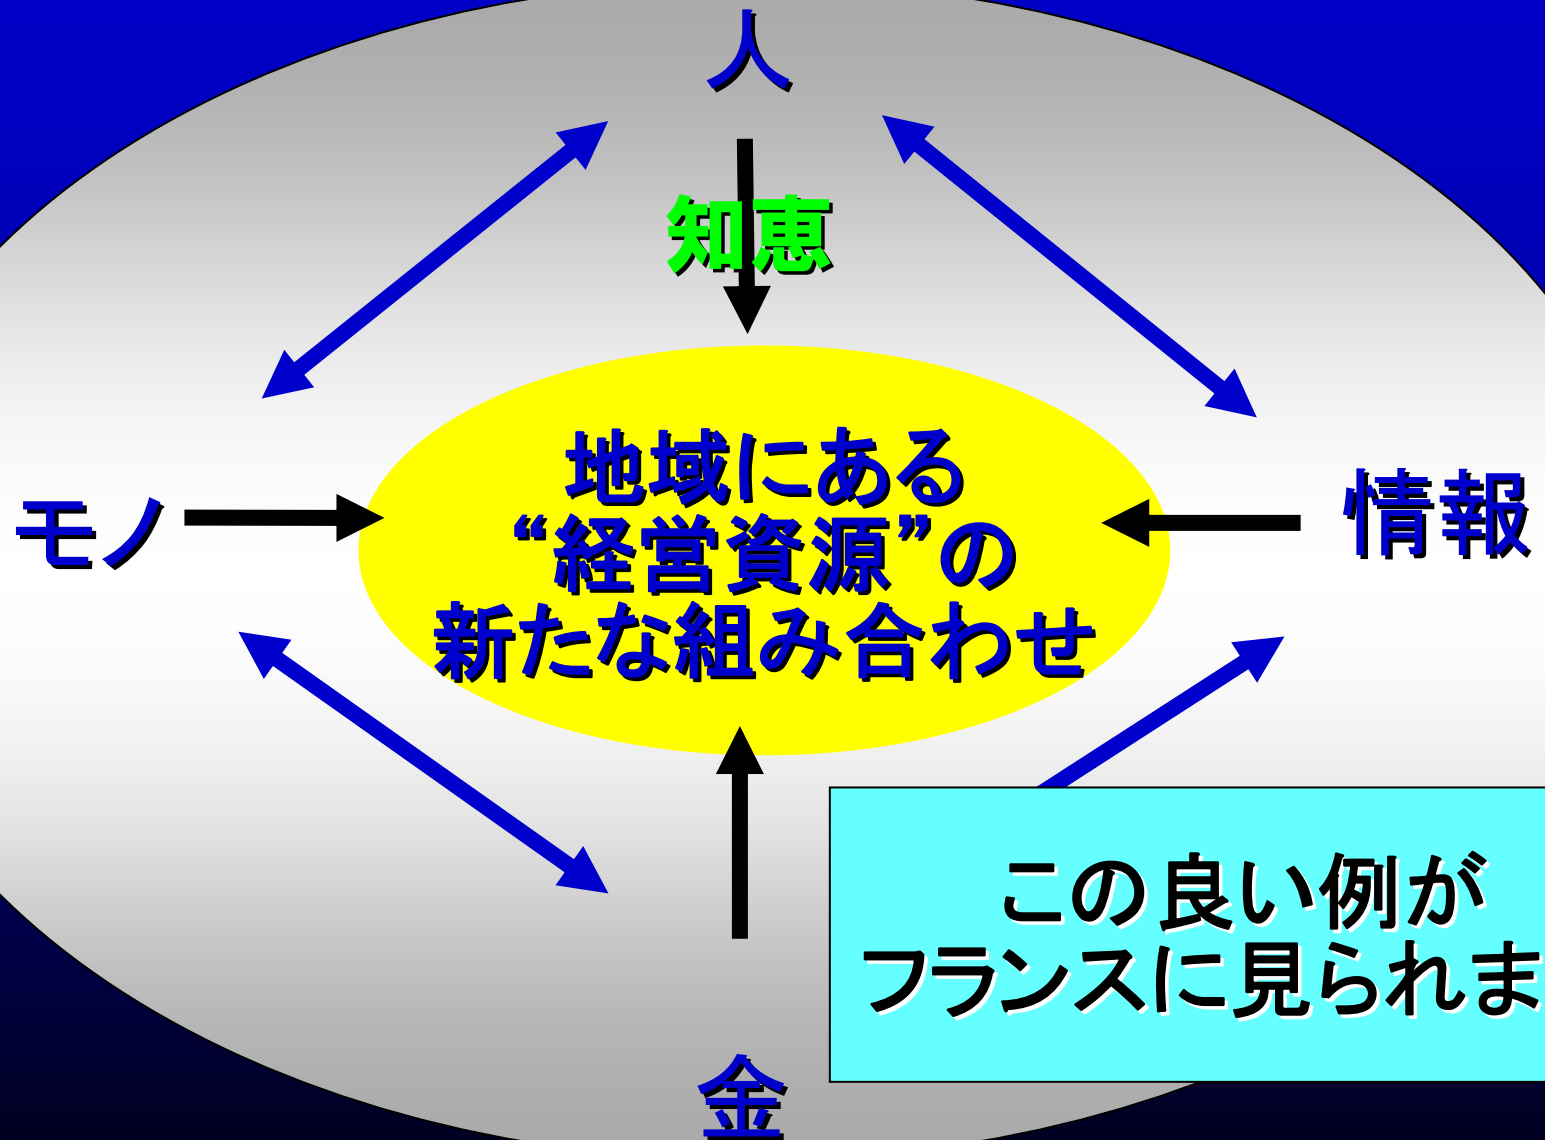 人
知恵
地域にある
“経営資源”の
新たな組み合わせ
モノ
情報
この良い例が
フランスに見られま
金